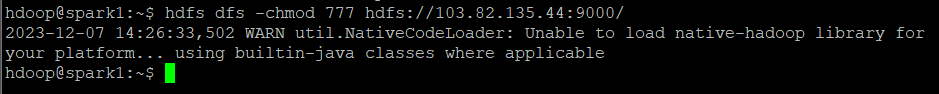 hdoop@spark1:~$ hdfs dfs -chmod 777 hdfs://103.82.135.44:9000/
2023-12-07 14:26:33,502 WARN util.NativeCodeLoader: Unable to load native-hadoop library for
your platform... using builtin-java classes where applicable
hdoop@spark1:~$